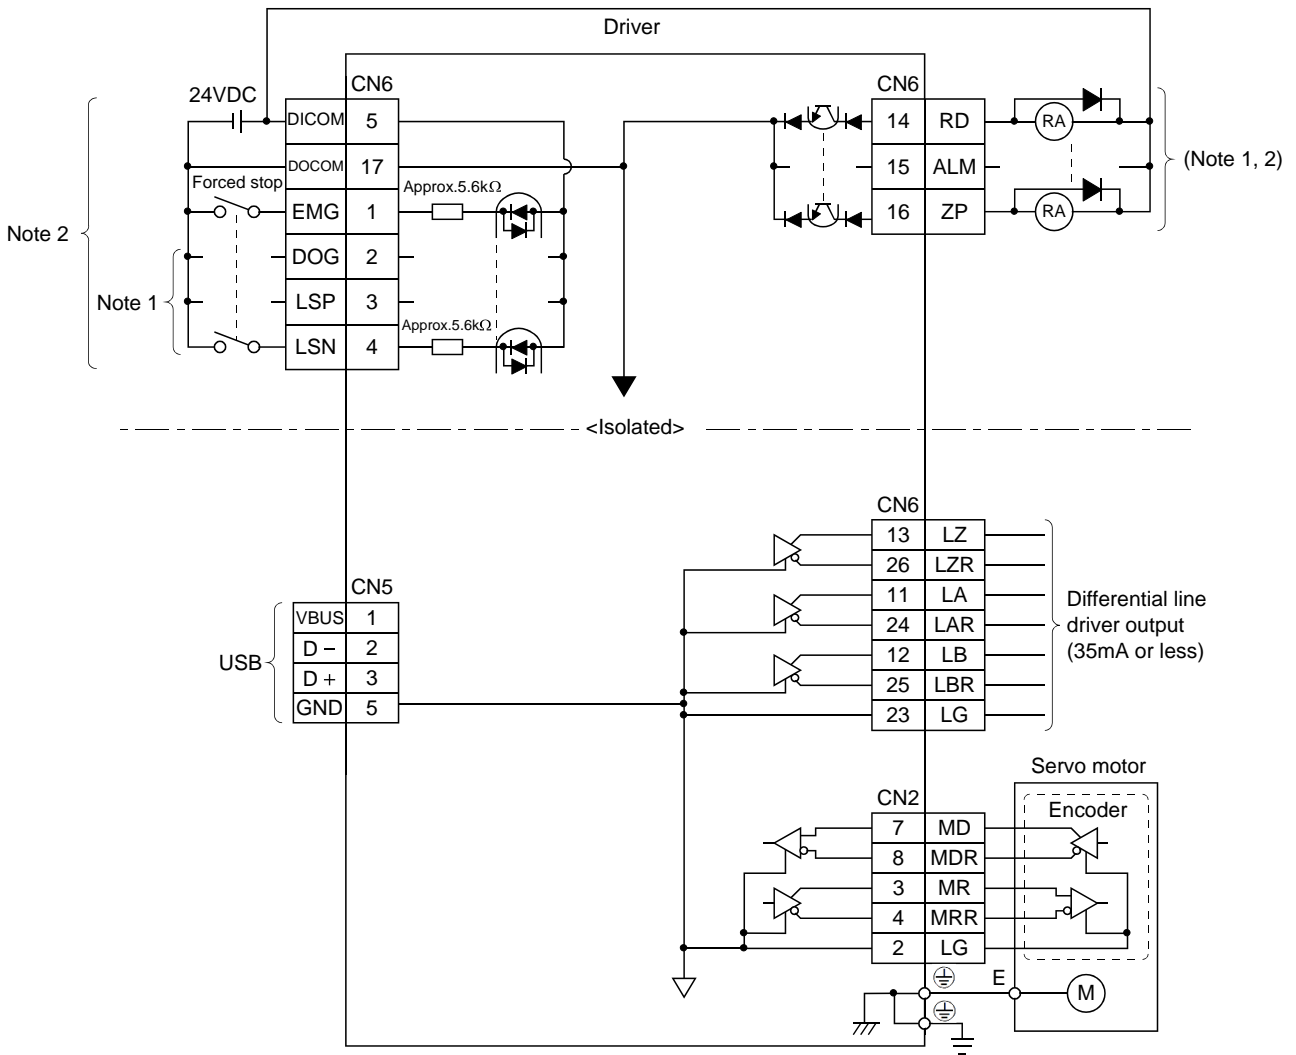 Driver
24VDC
CN6
DICOM 5
DOCOM 17
Forced stop
EMG 1
DOG 2
LSP 3
LSN 4
Approx.5.6kΩ
Approx.5.6kΩ
Note 2
Note 1
CN6
14 RD
15 ALM
16 ZP
RA
RA
(Note 1, 2)
<Isolated>
CN6
13 LZ
26 LZR
11 LA
24 LAR
12 LB
25 LBR
23 LG
Differential line
driver output
(35mA or less)
CN5
VBUS 1
D − 2
D + 3
GND 5
USB
Servo motor
Encoder
CN2
7 MD
8 MDR
3 MR
4 MRR
2 LG
E
M